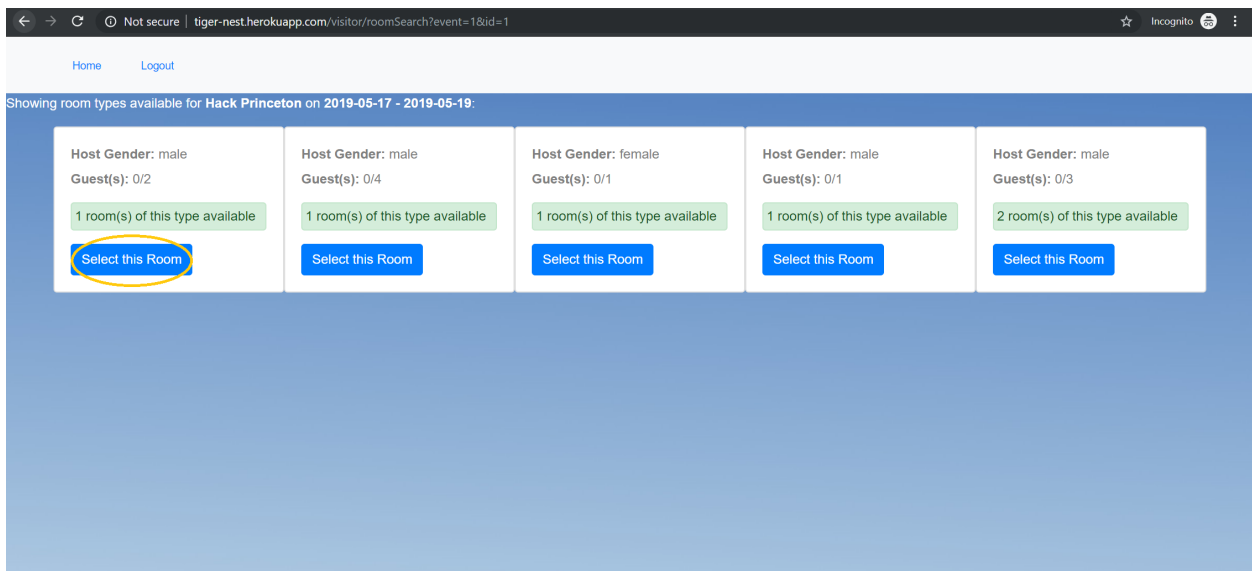 Not secure | tiger-nest.herokuapp.com/visitor/roomSearch?event=1&id=1
Incognito
Home Logout
Showing room types available for Hack Princeton on 2019-05-17 - 2019-05-19:
Host Gender: male
Guest(s): 0/2
1 room(s) of this type available
Select this Room
Host Gender: male
Guest(s): 0/4
1 room(s) of this type available
Select this Room
Host Gender: female
Guest(s): 0/1
1 room(s) of this type available
Select this Room
Host Gender: male
Guest(s): 0/1
1 room(s) of this type available
Select this Room
Host Gender: male
Guest(s): 0/3
2 room(s) of this type available
Select this Room